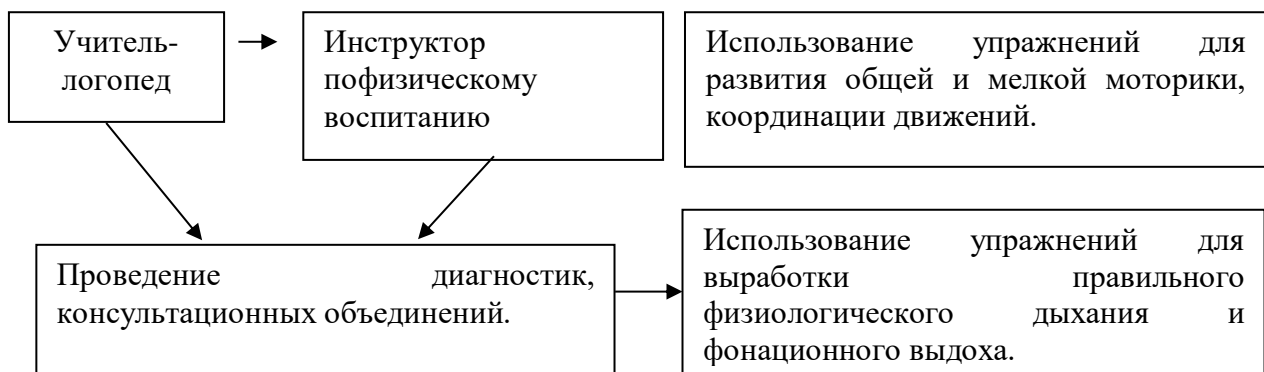 Учитель-
логопед
Инструктор
пофизическому
воспитанию
Использование упражнений для
развития общей и мелкой моторики,
координации движений.
Проведение диагностик,
консультационных объединений.
Использование упражнений для
выработки правильного
физиологического дыхания и
фонационного выдоха.